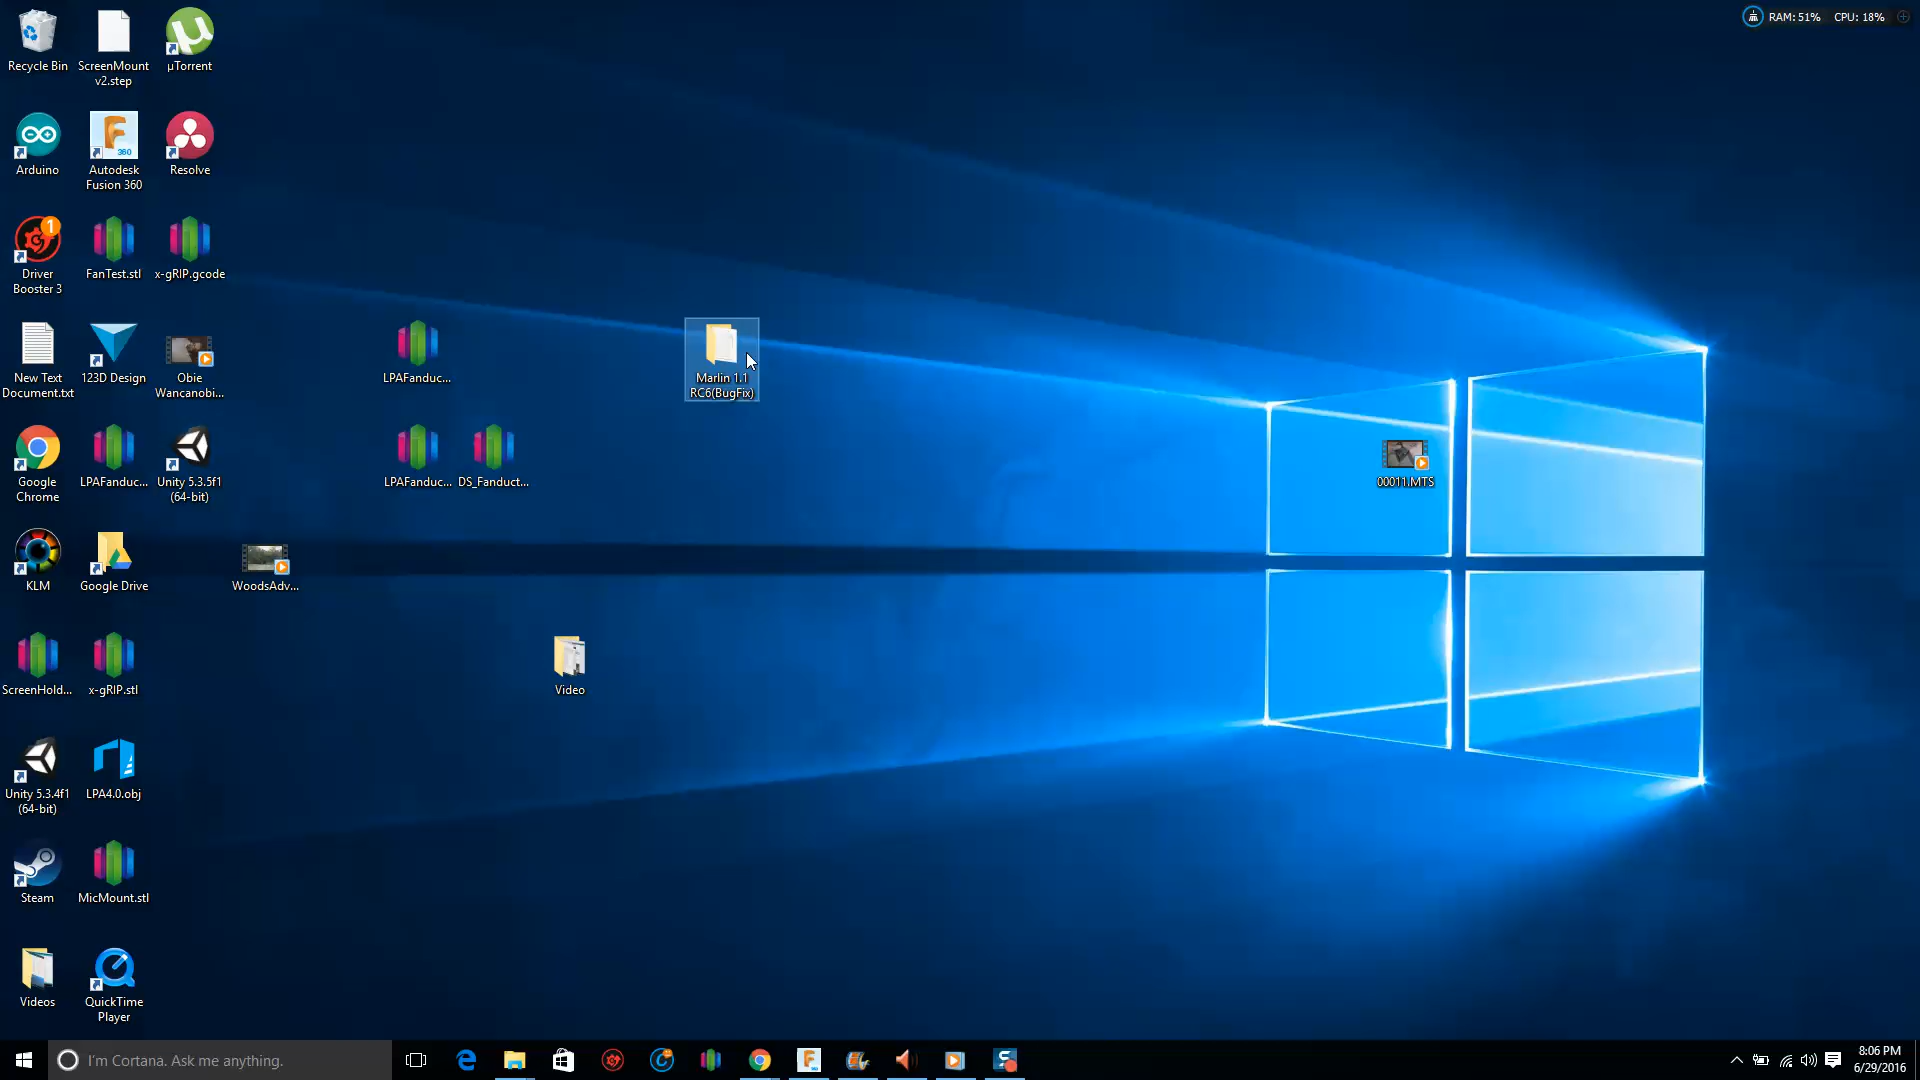 RAM: 51% CPU: 18%
Recycle Bin
ScreenMount
v2.step
µTorrent
Arduino
Autodesk
Fusion 360
Resolve
Driver
Booster 3
FanTest.stl
x-gRIP.gcode
New Text
Document.txt
123D Design
Obie
Wancanobi...
LPAFanduc...
Marlin 1.1
RC6(BugFix)
Google
Chrome
LPAFanduc...
Unity 5.3.5f1
(64-bit)
LPAFanduc...
DS_Fanduct...
00011.MTS
KLM
Google Drive
WoodsAdv...
ScreenHold...
x-gRIP.stl
Video
Unity 5.3.4f1
(64-bit)
LPA4.0.obj
Steam
MicMount.stl
Videos
QuickTime
Player
I'm Cortana. Ask me anything.
8:06 PM
6/29/2016